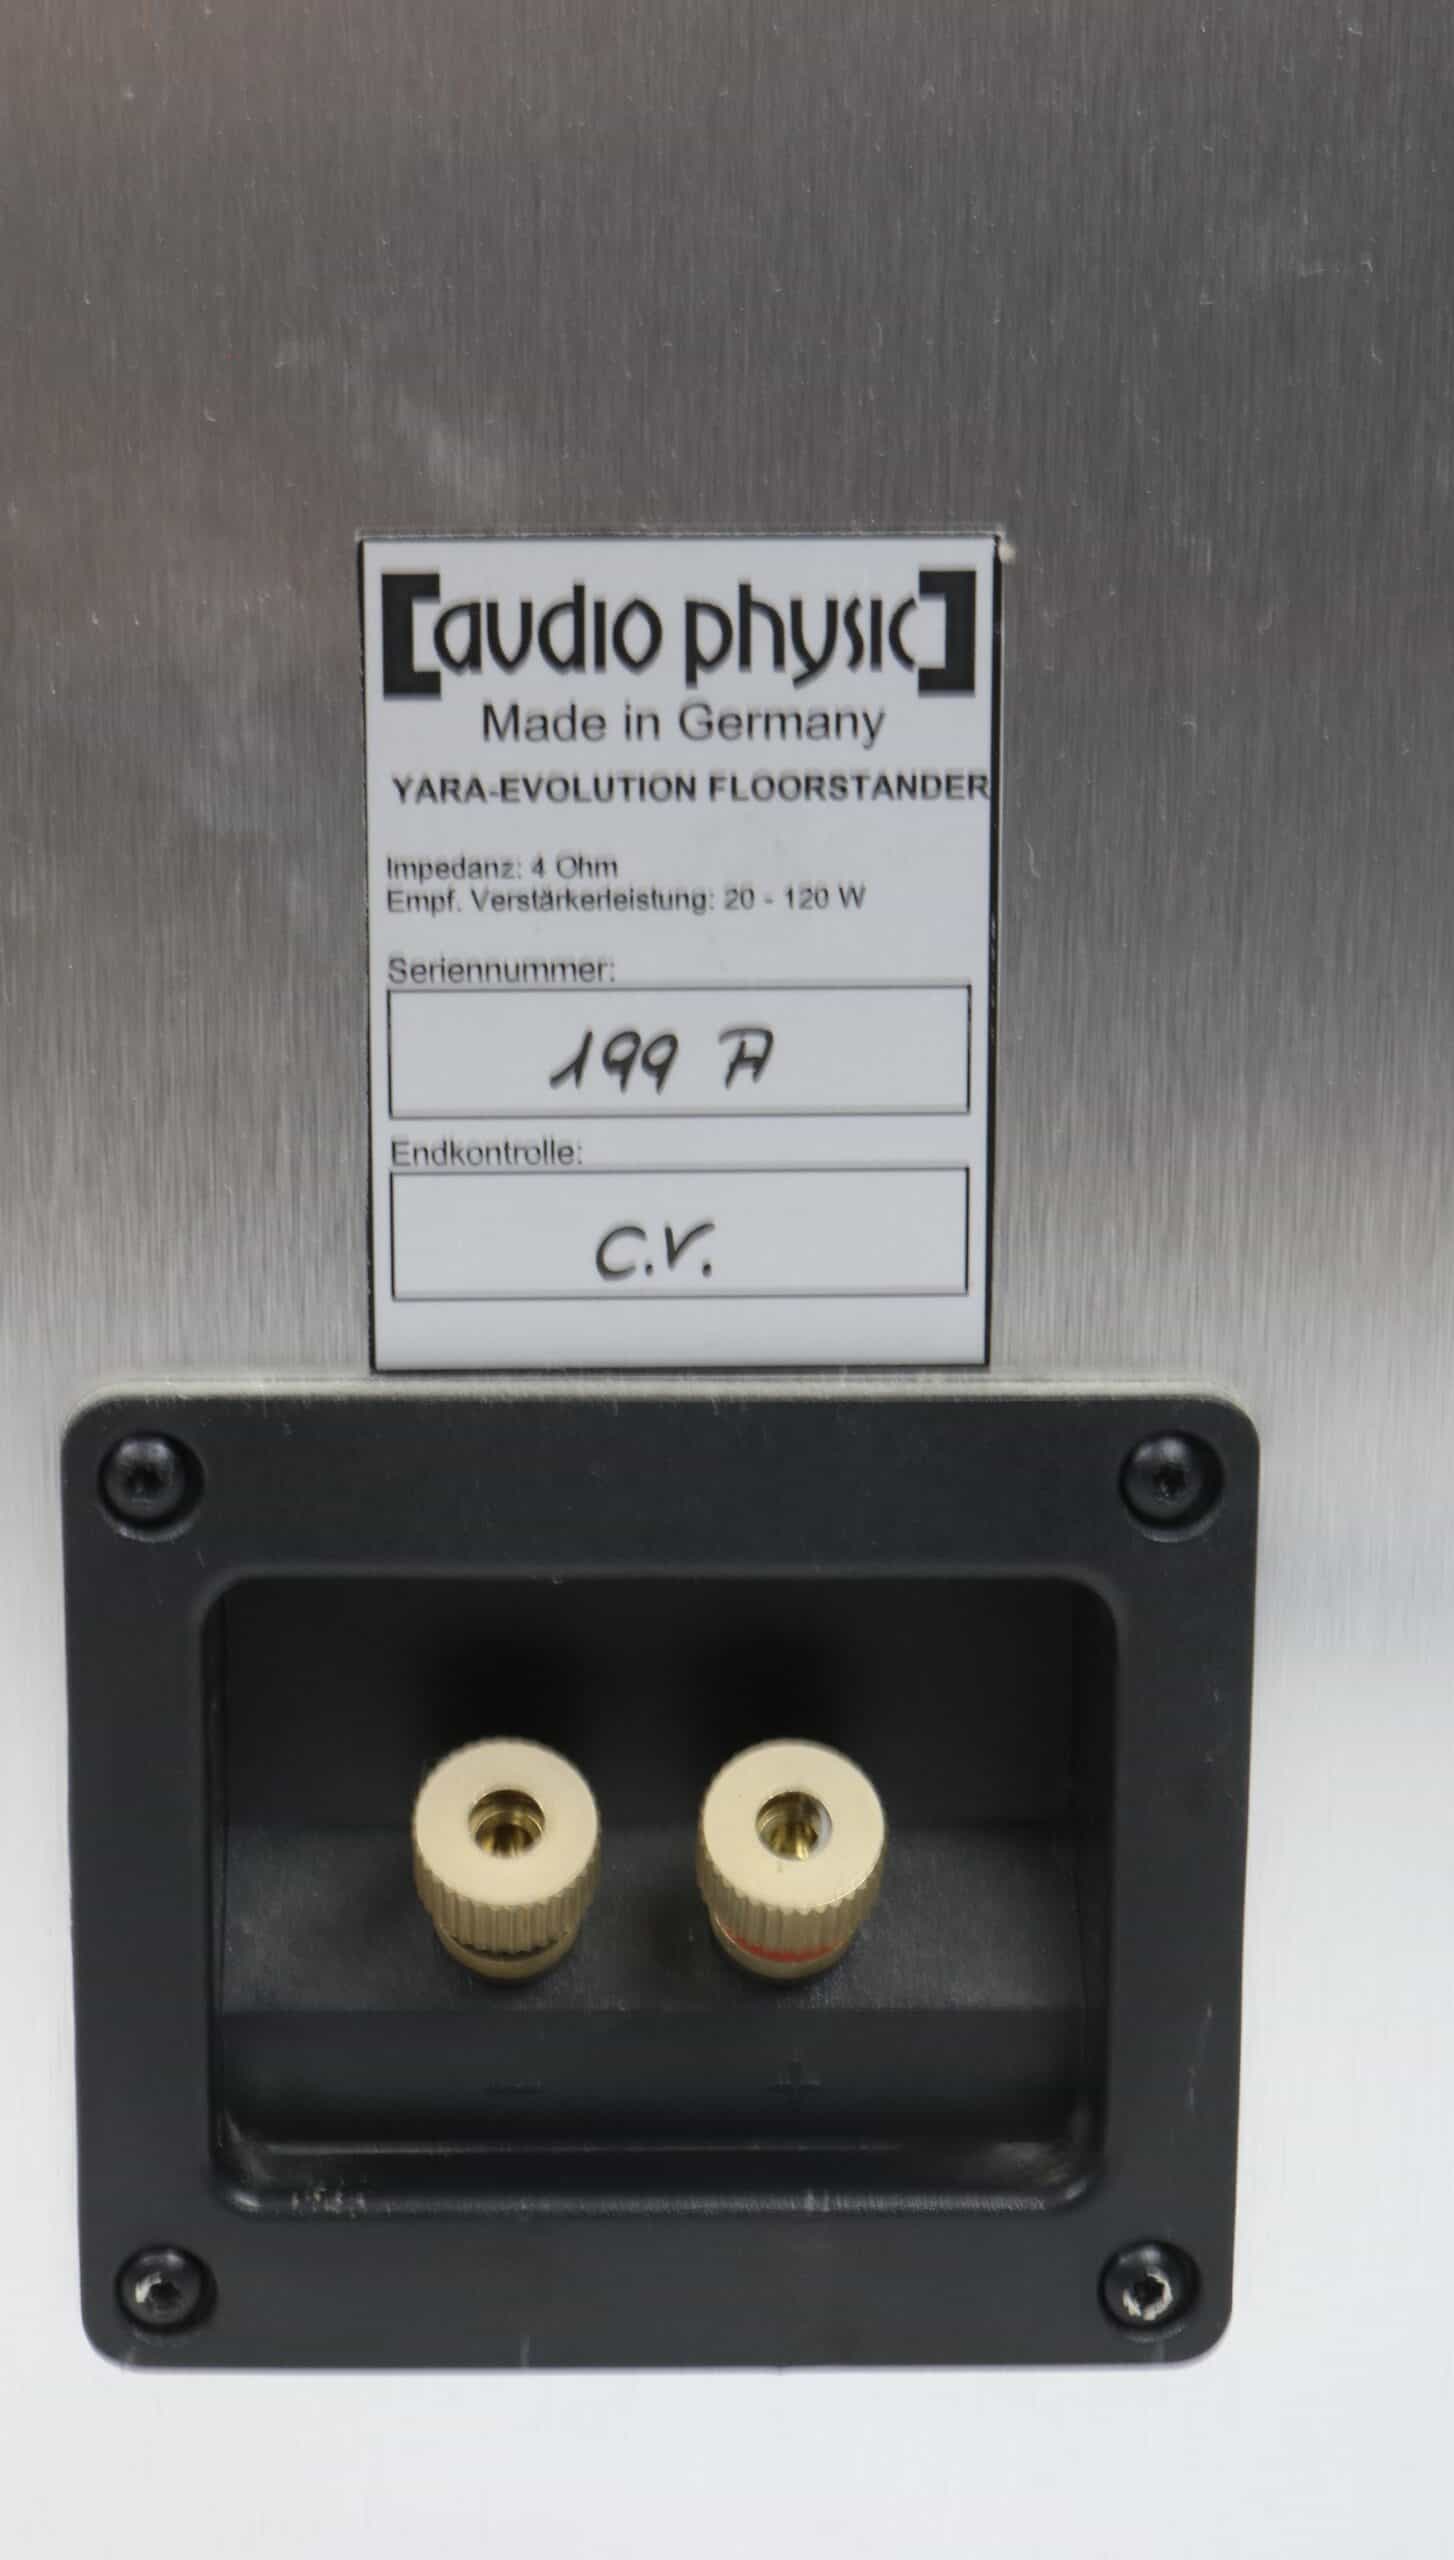 [audio physic]
Made in Germany
YARA-EVOLUTION FLOORSTANDER
Impedanz: 4 Ohm
Empf. Verstärkerleistung: 20 - 120 W
Seriennummer:
199 A
Endkontrolle:
C.V.
- +